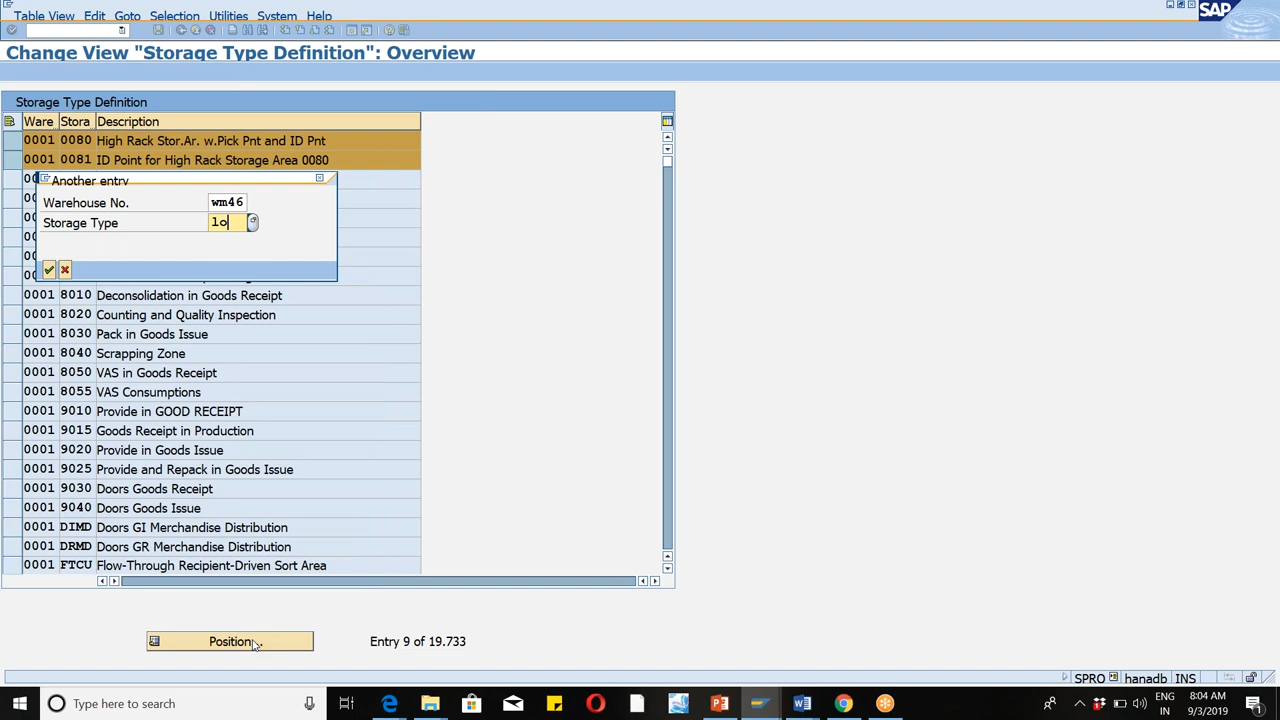 Table View Edit Goto Selection Utilities System Help
SAP
Change View "Storage Type Definition": Overview
Storage Type Definition
Ware Stora Description
0001 0080 High Rack Stor.Ar. w.Pick Pnt and ID Pnt
0001 0081 ID Point for High Rack Storage Area 0080
Another entry
Warehouse No. wm46
Storage Type lo
0001 8010 Deconsolidation in Goods Receipt
0001 8020 Counting and Quality Inspection
0001 8030 Pack in Goods Issue
0001 8040 Scrapping Zone
0001 8050 VAS in Goods Receipt
0001 8055 VAS Consumptions
0001 9010 Provide in GOOD RECEIPT
0001 9015 Goods Receipt in Production
0001 9020 Provide in Goods Issue
0001 9025 Provide and Repack in Goods Issue
0001 9030 Doors Goods Receipt
0001 9040 Doors Goods Issue
0001 DIMD Doors GI Merchandise Distribution
0001 DRMD Doors GR Merchandise Distribution
0001 FTCU Flow-Through Recipient-Driven Sort Area
Position... Entry 9 of 19.733
SPRO hanadb INS
Type here to search
ENG 8:04 AM
IN 9/3/2019